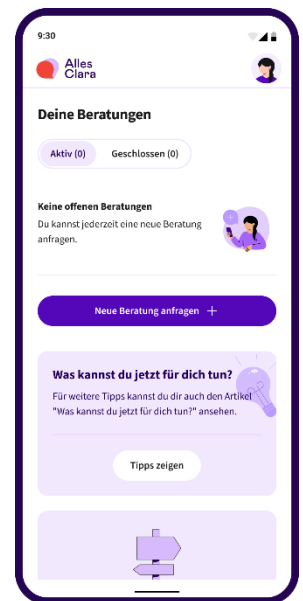 9:30
Alles
Clara
Deine Beratungen
Aktiv (0)
Geschlossen (0)
Keine offenen Beratungen
Du kannst jederzeit eine neue Beratung
anfragen.
Neue Beratung anfragen +
Was kannst du jetzt für dich tun?
Für weitere Tipps kannst du dir auch den Artikel
"Was kannst du jetzt für dich tun?" ansehen.
Tipps zeigen